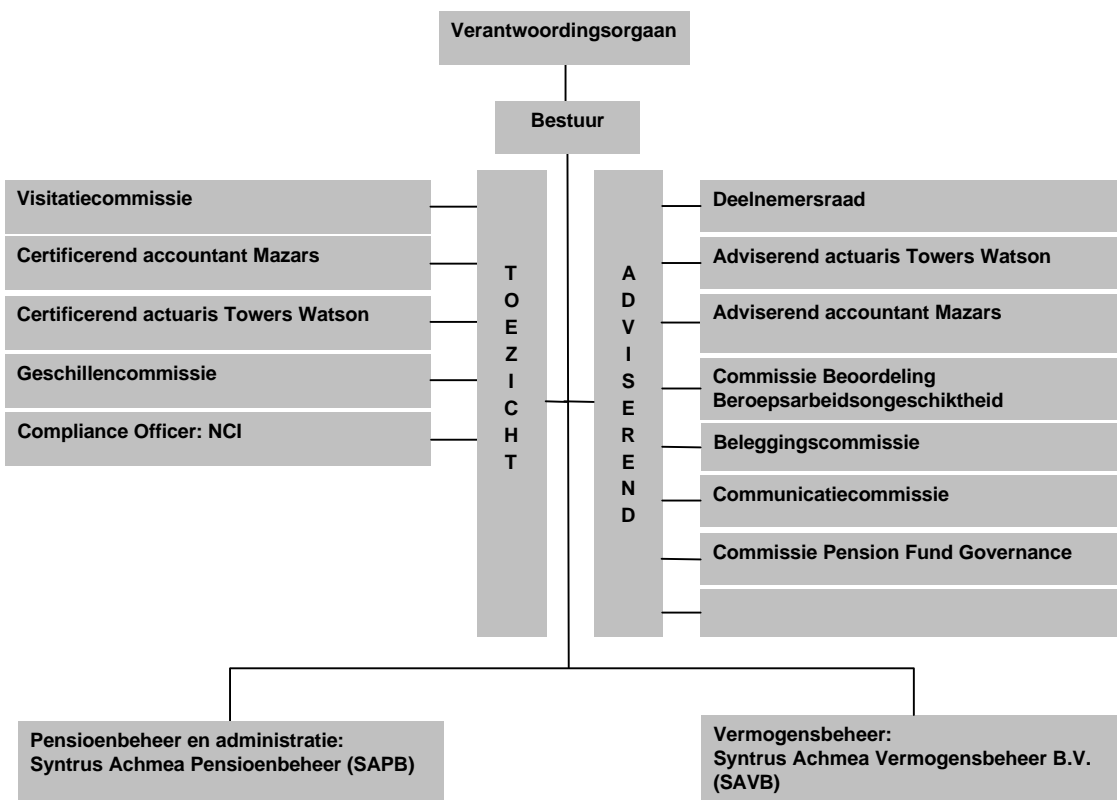 Verantwoordingsorgaan
Bestuur
Visitatiecommissie
Certificerend accountant Mazars
Certificerend actuaris Towers Watson
Geschillencommissie
Compliance Officer: NCI
TOEZICHT
ADVISEREND
Deelnemersraad
Adviserend actuaris Towers Watson
Adviserend accountant Mazars
Commissie Beoordeling
Beroepsarbeidsongeschiktheid
Beleggingscommissie
Communicatiecommissie
Commissie Pension Fund Governance
Pensioenbeheer en administratie:
Syntrus Achmea Pensioenbeheer (SAPB)
Vermogensbeheer:
Syntrus Achmea Vermogensbeheer B.V.
(SAVB)